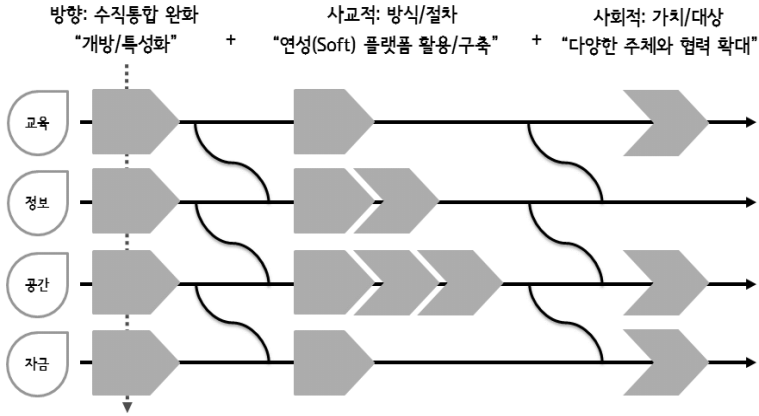 방향: 수직통합 완화
"개방/특성화"
+
사교적: 방식/절차
"연성(Soft) 플랫폼 활용/구축"
+
사회적: 가치/대상
"다양한 주체와 협력 확대"
교육
정보
공간
자금